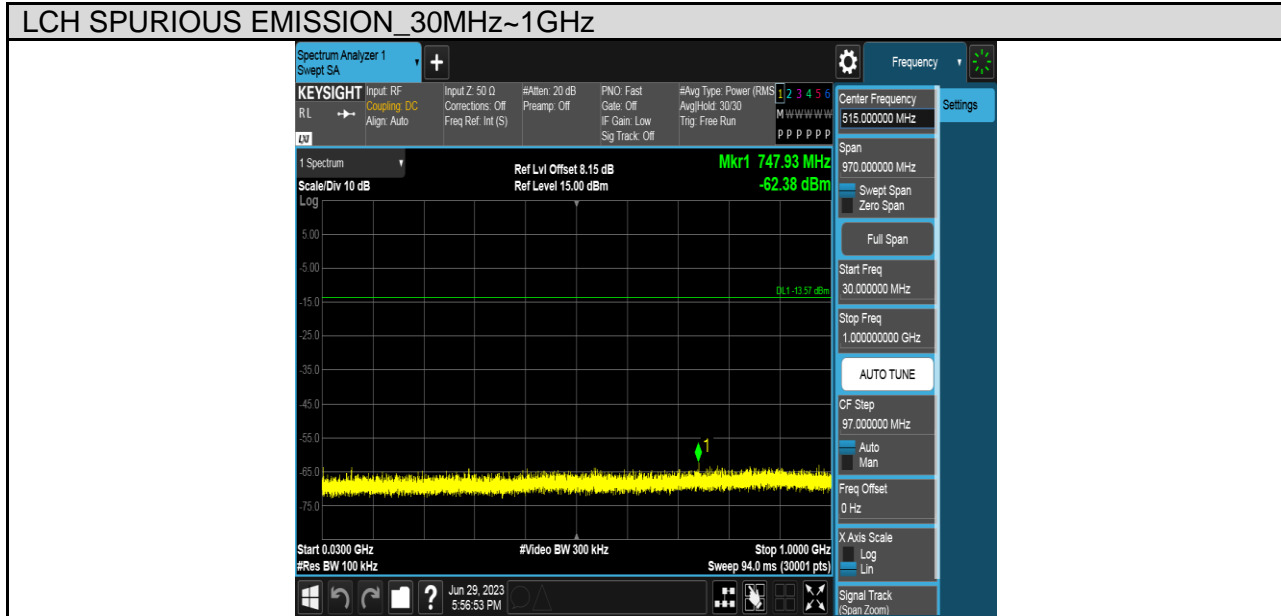 LCH SPURIOUS EMISSION_30MHz~1GHz
Spectrum Analyzer 1
Swept SA
+
Frequency
KEYSIGHT
RL
LXI
Input: RF
Coupling: DC
Align: Auto
Input Z: 50 Ω
Corrections: Off
Freq Ref: Int (S)
#Atten: 20 dB
Preamp: Off
PNO: Fast
Gate: Off
IF Gain: Low
Sig Track: Off
#Avg Type: Power (RMS
Avg|Hold: 30/30
Trig: Free Run
1 2 3 4 5 6
M W W W W W
P P P P P P
1 Spectrum
Scale/Div 10 dB
Log
Ref Lvl Offset 8.15 dB
Ref Level 15.00 dBm
Mkr1 747.93 MHz
-62.38 dBm
5.00
-5.00
DL1 -13.57 dBm
-15.0
-25.0
-35.0
-45.0
-55.0
1
-65.0
-75.0
Start 0.0300 GHz
#Res BW 100 kHz
#Video BW 300 kHz
Stop 1.0000 GHz
Sweep 94.0 ms (30001 pts)
?
Jun 29, 2023
5:56:53 PM
Center Frequency
515.000000 MHz
Settings
Span
970.000000 MHz
Swept Span
Zero Span
Full Span
Start Freq
30.000000 MHz
Stop Freq
1.000000000 GHz
AUTO TUNE
CF Step
97.000000 MHz
Auto
Man
Freq Offset
0 Hz
X Axis Scale
Log
Lin
Signal Track
(Span Zoom)